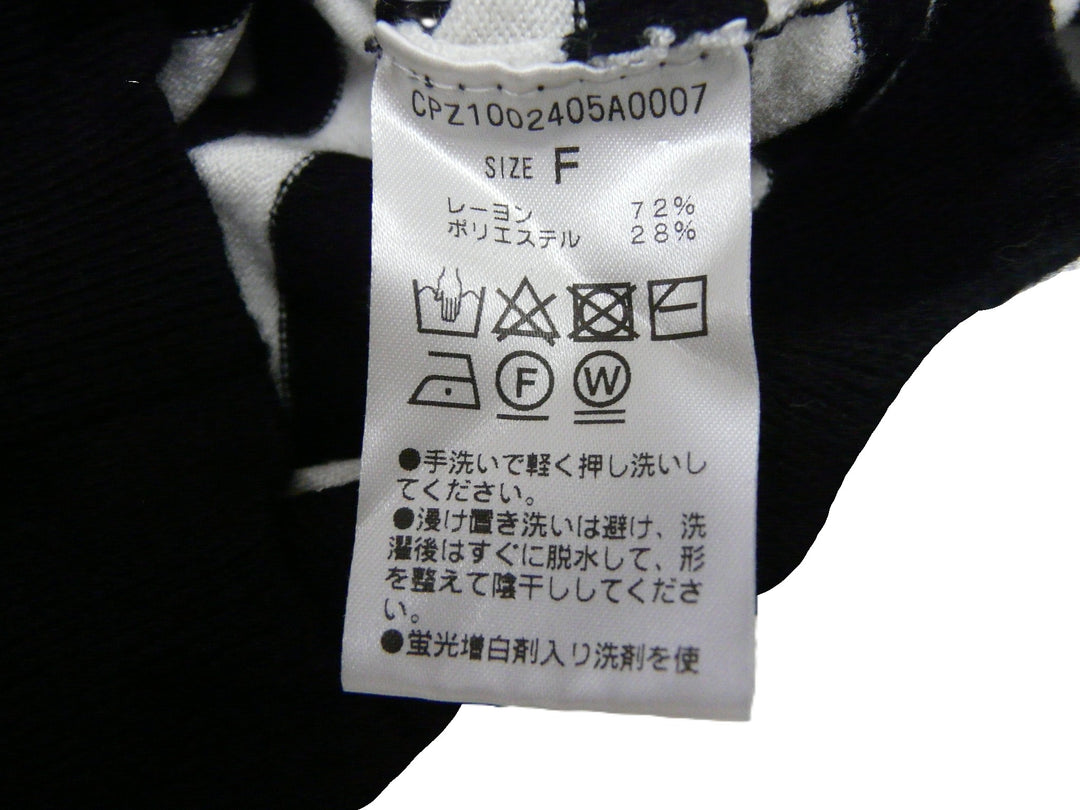 CPZ1002405A0007
SIZE F
レーヨン 72%
ポリエステル 28%
F W
●手洗いで軽く押し洗いし
てください。
●浸け置き洗いは避け、洗
濯後はすぐに脱水して、形
を整えて陰干ししてくださ
い。
●蛍光増白剤入り洗剤を使